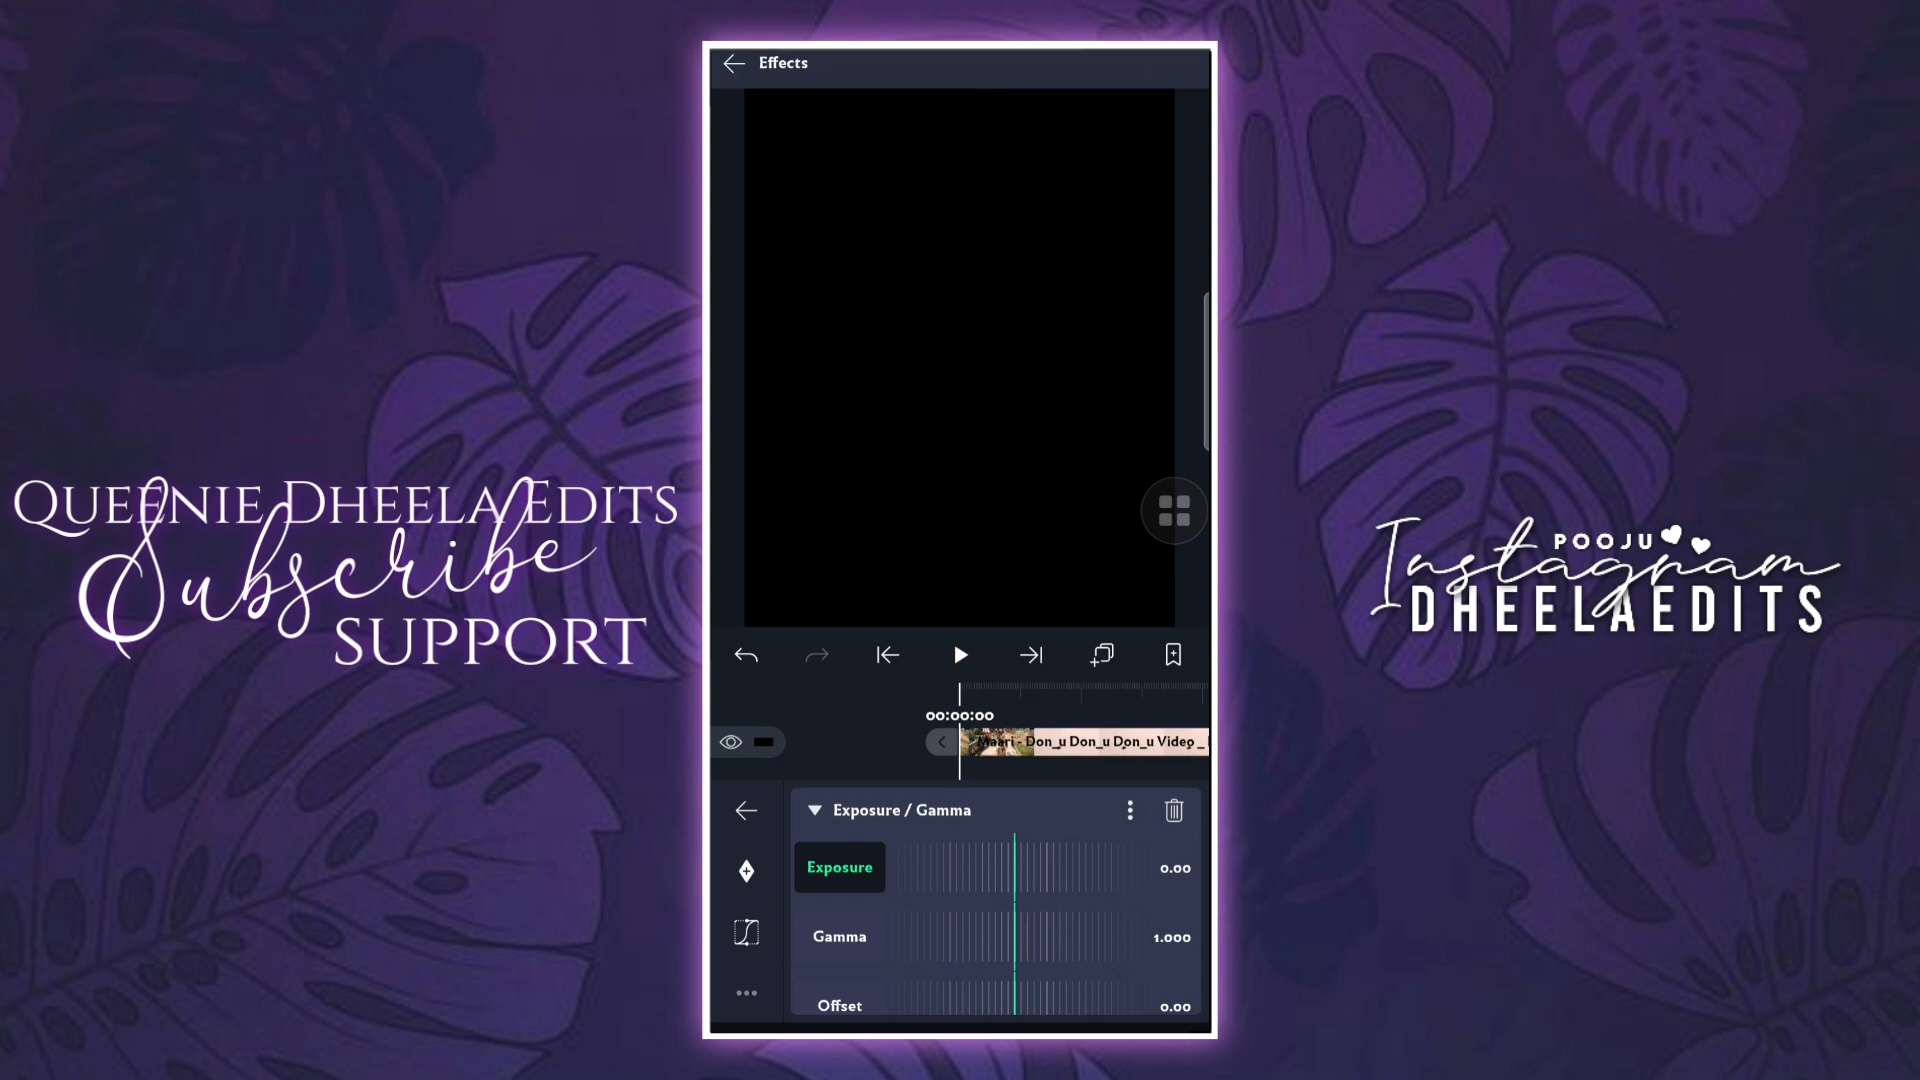 Effects
QUEENIE DHEELA EDITS
Subscribe
SUPPORT
POOJU
Instagram
DHEELAEDITS
00:00:00
Maari - Don_u Don_u Don_u Video _
Exposure / Gamma
Exposure 0.00
Gamma 1.000
Offset 0.00